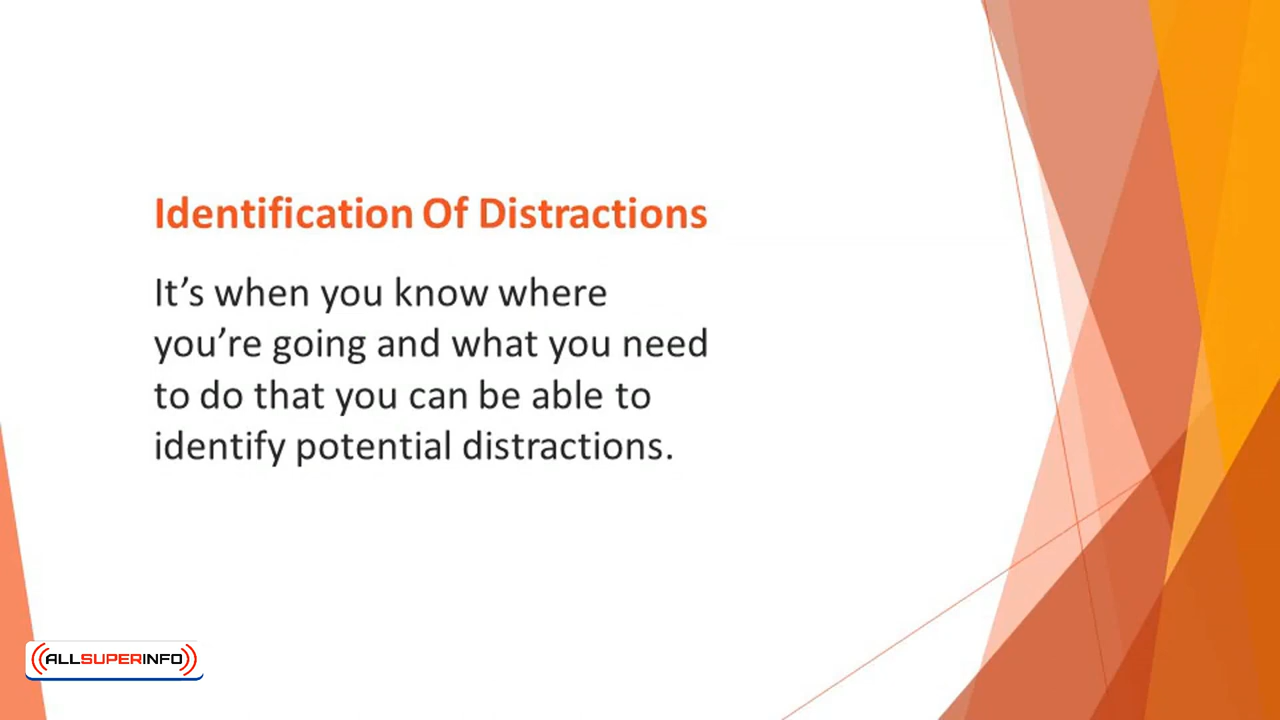 Identification Of Distractions
It’s when you know where
you’re going and what you need
to do that you can be able to
identify potential distractions.
ALLSUPERINFO